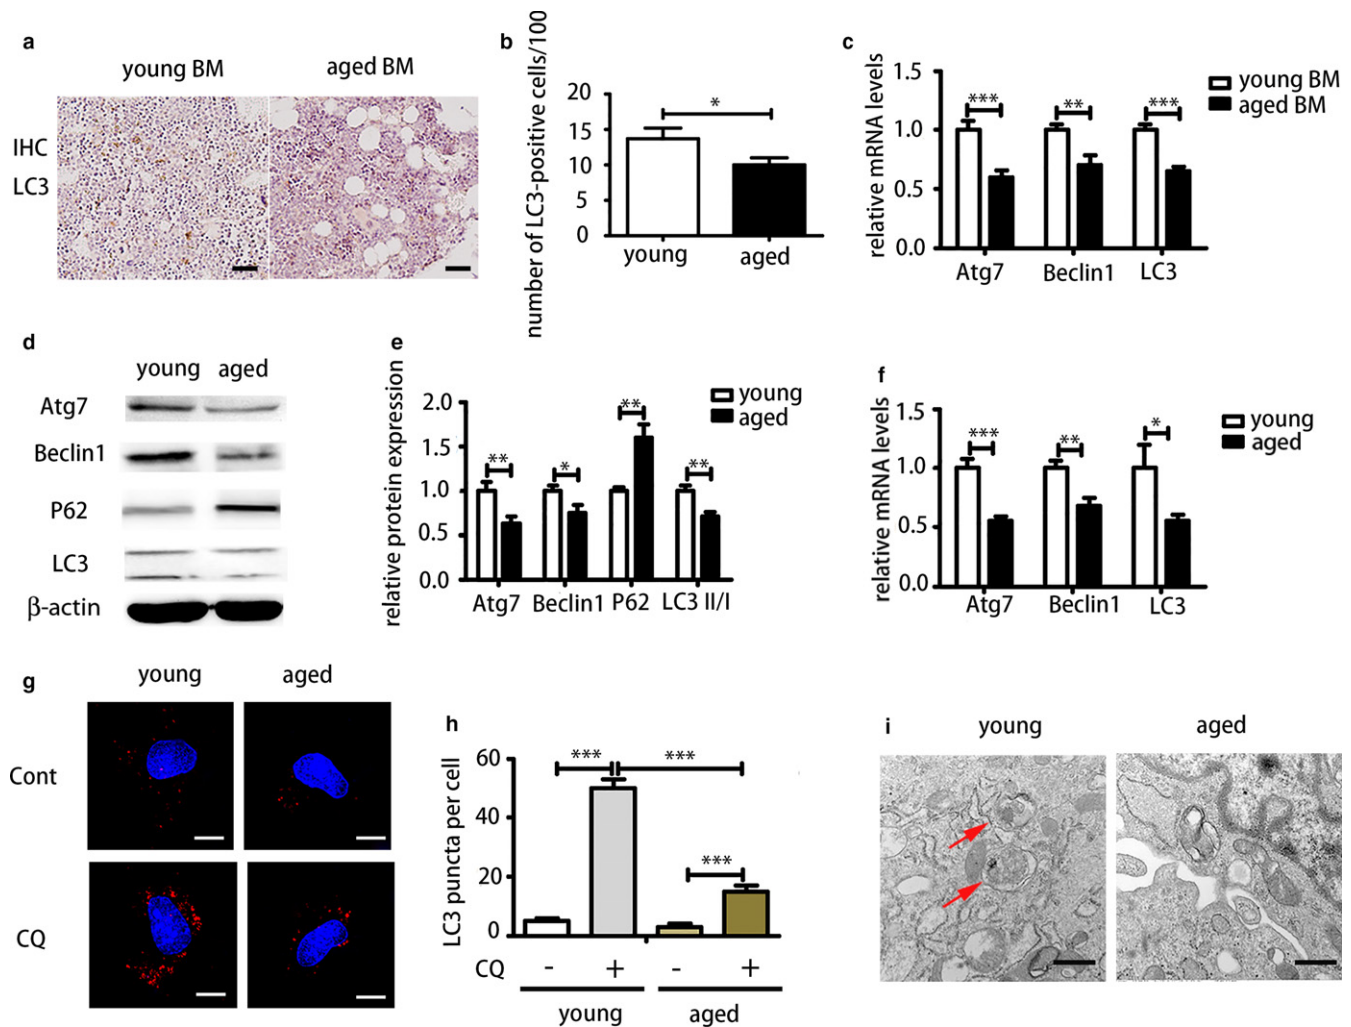 a
young BM
aged BM
IHC
LC3
b
number of LC3-positive cells/100
20
15
10
5
0
*
young
aged
c
relative mRNA levels
1.5
1.0
0.5
0.0
***
**
***
young BM
aged BM
Atg7
Beclin1
LC3
d
young
aged
Atg7
Beclin1
P62
LC3
β-actin
e
relative protein expression
2.0
1.5
1.0
0.5
0.0
**
*
**
**
young
aged
Atg7
Beclin1
P62
LC3 II/I
f
relative mRNA levels
1.5
1.0
0.5
0.0
***
**
*
young
aged
Atg7
Beclin1
LC3
g
young
aged
Cont
CQ
h
LC3 puncta per cell
60
40
20
0
***
***
***
CQ
-
+
-
+
young
aged
i
young
aged